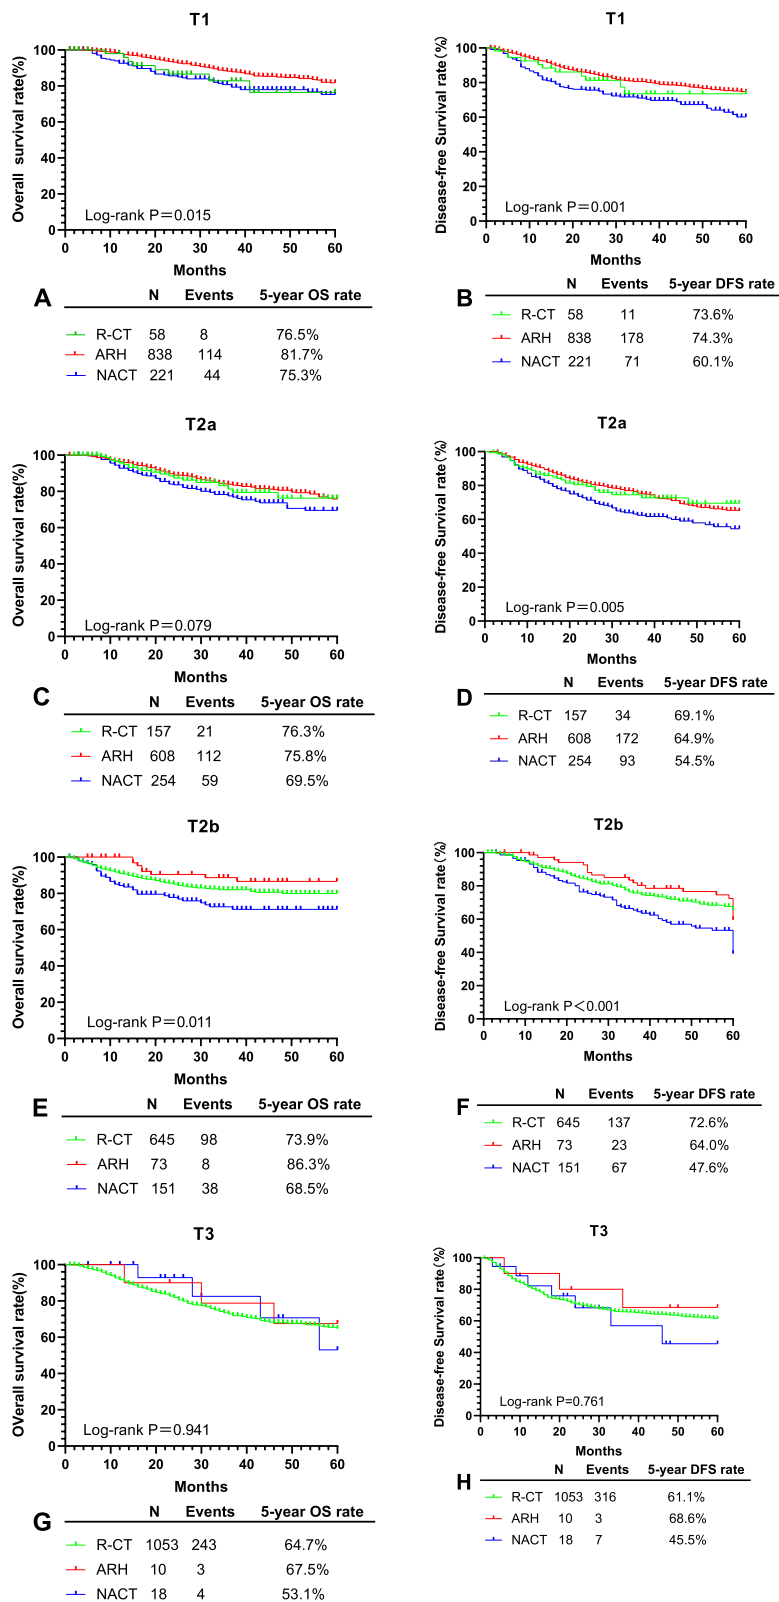 T1
Overall survival rate(%)
100
80
60
40
20
0
Log-rank P＝0.015
0 10 20 30 40 50 60
Months
A
N Events 5-year OS rate
R-CT 58 8 76.5%
ARH 838 114 81.7%
NACT 221 44 75.3%
T1
Disease-free Survival rate(%)
100
80
60
40
20
0
Log-rank P＝0.001
0 10 20 30 40 50 60
Months
B
N Events 5-year DFS rate
R-CT 58 11 73.6%
ARH 838 178 74.3%
NACT 221 71 60.1%
T2a
Overall survival rate(%)
100
80
60
40
20
0
Log-rank P＝0.079
0 10 20 30 40 50 60
Months
C
N Events 5-year OS rate
R-CT 157 21 76.3%
ARH 608 112 75.8%
NACT 254 59 69.5%
T2a
Disease-free Survival rate(%)
100
80
60
40
20
0
Log-rank P＝0.005
0 10 20 30 40 50 60
Months
D
N Events 5-year DFS rate
R-CT 157 34 69.1%
ARH 608 172 64.9%
NACT 254 93 54.5%
T2b
Overall survival rate(%)
100
80
60
40
20
0
Log-rank P＝0.011
0 10 20 30 40 50 60
Months
E
N Events 5-year OS rate
R-CT 645 98 73.9%
ARH 73 8 86.3%
NACT 151 38 68.5%
T2b
Disease-free Survival rate(%)
100
80
60
40
20
0
Log-rank P＜0.001
0 10 20 30 40 50 60
Months
F
N Events 5-year DFS rate
R-CT 645 137 72.6%
ARH 73 23 64.0%
NACT 151 67 47.6%
T3
OVerall survival rate(%)
100
80
60
40
20
0
Log-rank P＝0.941
0 10 20 30 40 50 60
Months
G
N Events 5-year OS rate
R-CT 1053 243 64.7%
ARH 10 3 67.5%
NACT 18 4 53.1%
T3
Disease-free Survival rate(%)
100
80
60
40
20
0
Log-rank P=0.761
0 10 20 30 40 50 60
Months
H
N Events 5-year DFS rate
R-CT 1053 316 61.1%
ARH 10 3 68.6%
NACT 18 7 45.5%